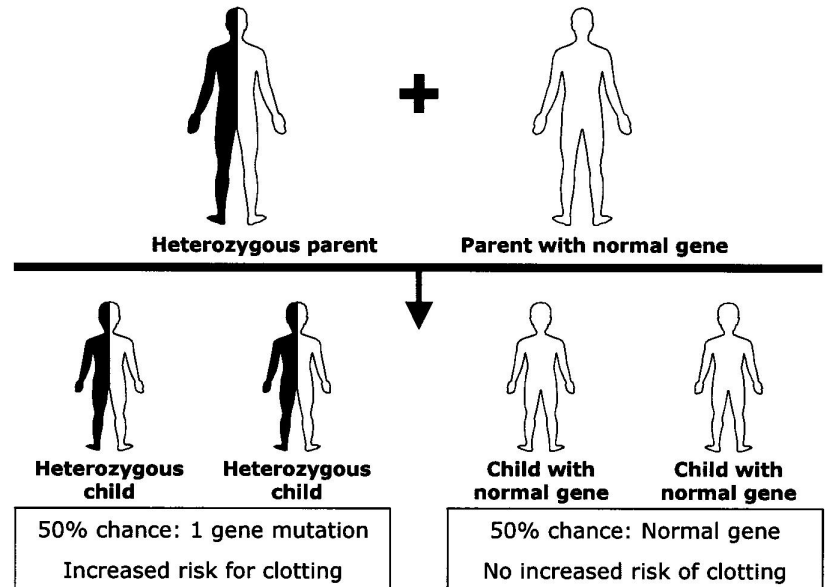 Heterozygous parent
Parent with normal gene
Heterozygous
child
Heterozygous
child
Child with
normal gene
Child with
normal gene
50% chance: 1 gene mutation
Increased risk for clotting
50% chance: Normal gene
No increased risk of clotting